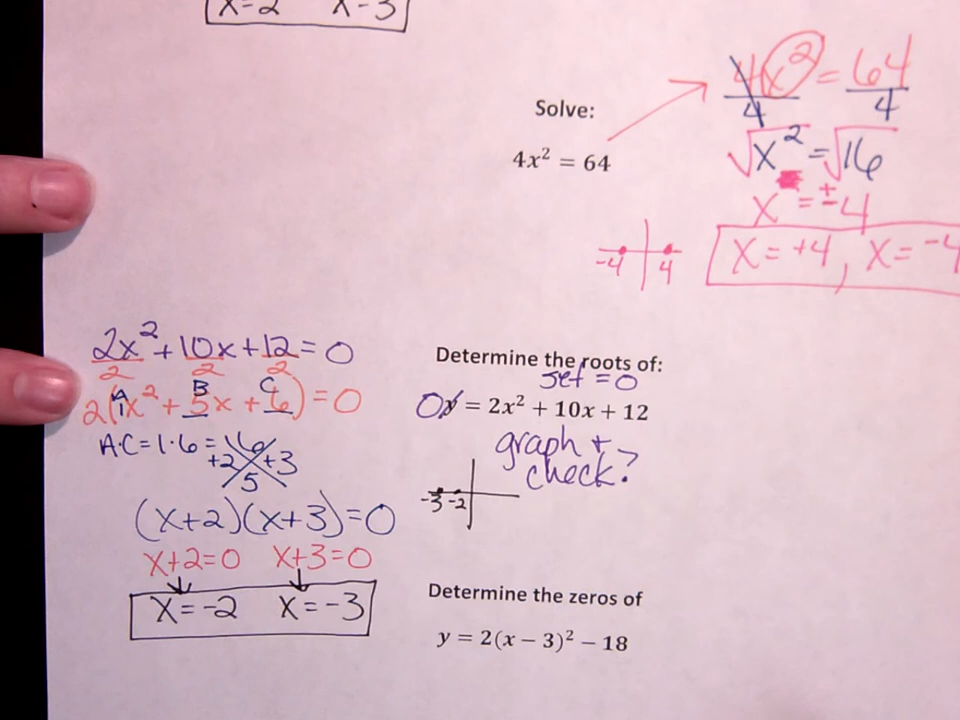 x=2 x=3
4x² = 64
4 4
Solve:
4x² = 64
√x² = √16
x = ±4
-4 4
x = +4, x = -4
2x² + 10x + 12 = 0
2 2 2
A B C
2(1x² + 5x + 6) = 0
A·C = 1·6 = 6
+2 +3
5
(x+2)(x+3)=0
x+2=0 x+3=0
x = -2 x = -3
Determine the roots of:
set = 0
0 y = 2x² + 10x + 12
graph +
check?
-3 -2
Determine the zeros of
y = 2(x − 3)² − 18